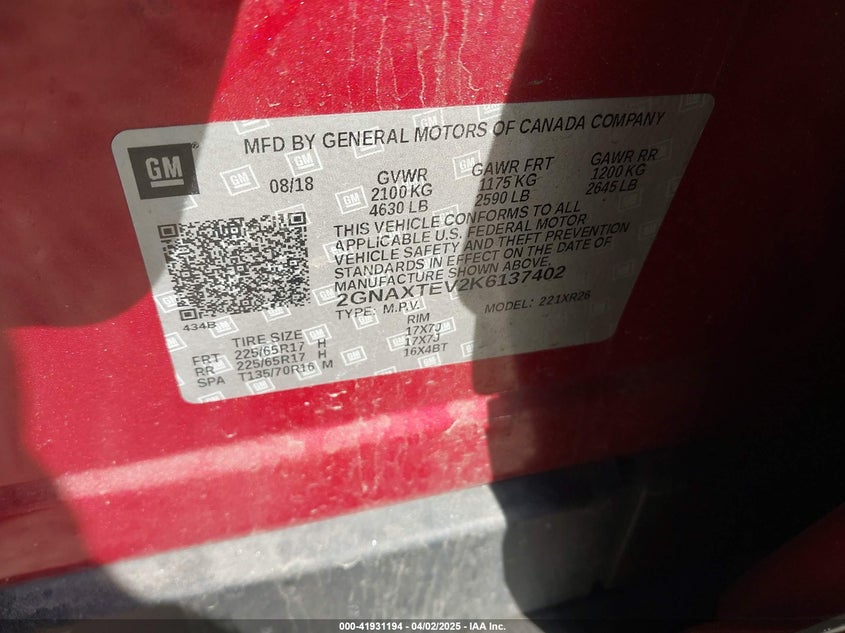 MFD BY GENERAL MOTORS OF CANADA COMPANY
GM
08/18
GVWR GAWR FRT GAWR RR
2100 KG 1175 KG 1200 KG
4630 LB 2590 LB 2645 LB
THIS VEHICLE CONFORMS TO ALL
APPLICABLE U.S. FEDERAL MOTOR
VEHICLE SAFETY AND THEFT PREVENTION
STANDARDS IN EFFECT ON THE DATE OF
MANUFACTURE SHOWN ABOVE.
2GNAXTEV2K6137402
TYPE: M.P.V. MODEL: 221XR26
434B
TIRE SIZE RIM
FRT 225/65R17 H 17X7J
RR 225/65R17 H 17X7J
SPA T135/70R16 M 16X4BT
000-41931194 - 04/02/2025 - IAA Inc.